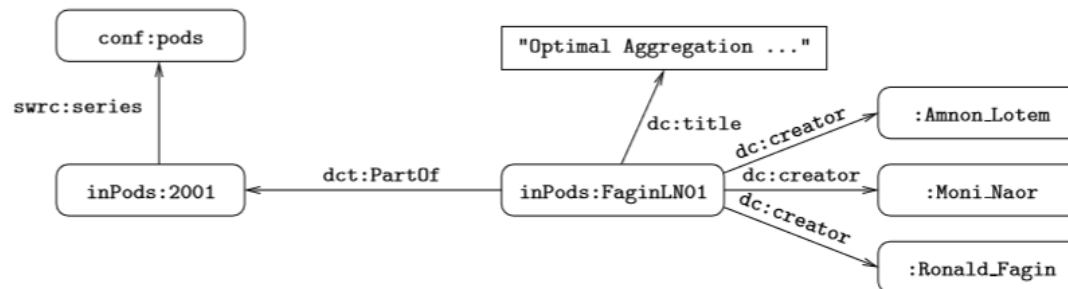 conf:pods
"Optimal Aggregation ..."
swrc:series
dc:title
dc:creator
:Amnon_Lotem
inPods:2001
dct:PartOf
inPods:FaginLN01
dc:creator
:Moni_Naor
dc:creator
:Ronald_Fagin